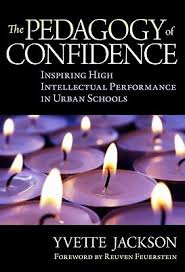 The PEDAGOGY of
CONFIDENCE
INSPIRING HIGH
INTELLECTUAL PERFORMANCE
IN URBAN SCHOOLS
YVETTE JACKSON
FOREWORD BY REUVEN FEUERSTEIN